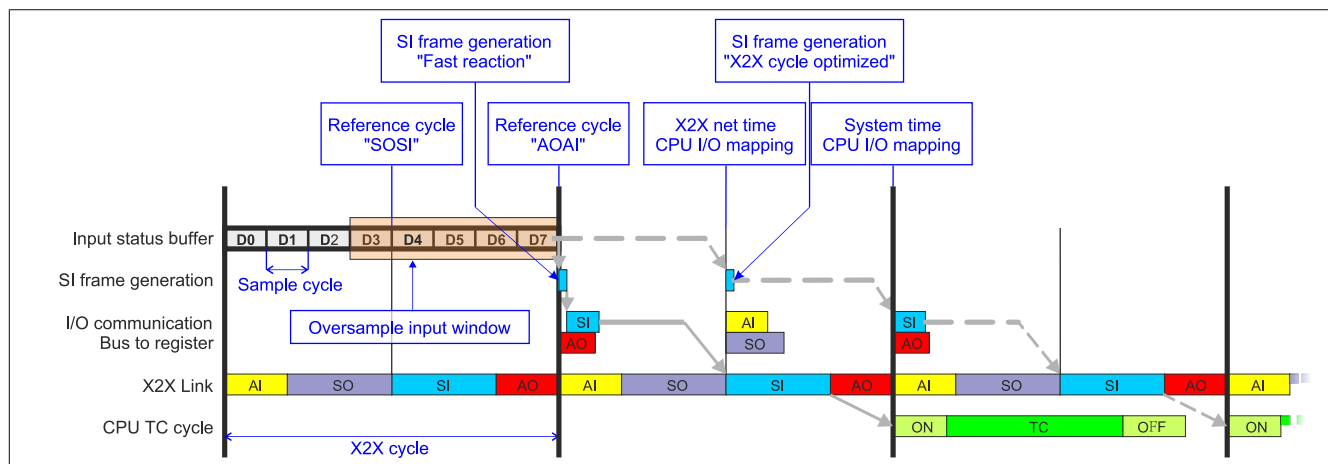 SI frame generation
"Fast reaction"
SI frame generation
"X2X cycle optimized"
Reference cycle
"SOSI"
Reference cycle
"AOAI"
X2X net time
CPU I/O mapping
System time
CPU I/O mapping
Input status buffer
D0 D1 D2 D3 D4 D5 D6 D7
SI frame generation
Sample cycle
Oversample input window
I/O communication
Bus to register
SI AI SI
AO SO AO
X2X Link
AI SO SI AO AI SO SI AO AI SO SI AO AI
CPU TC cycle
ON TC OFF ON
X2X cycle